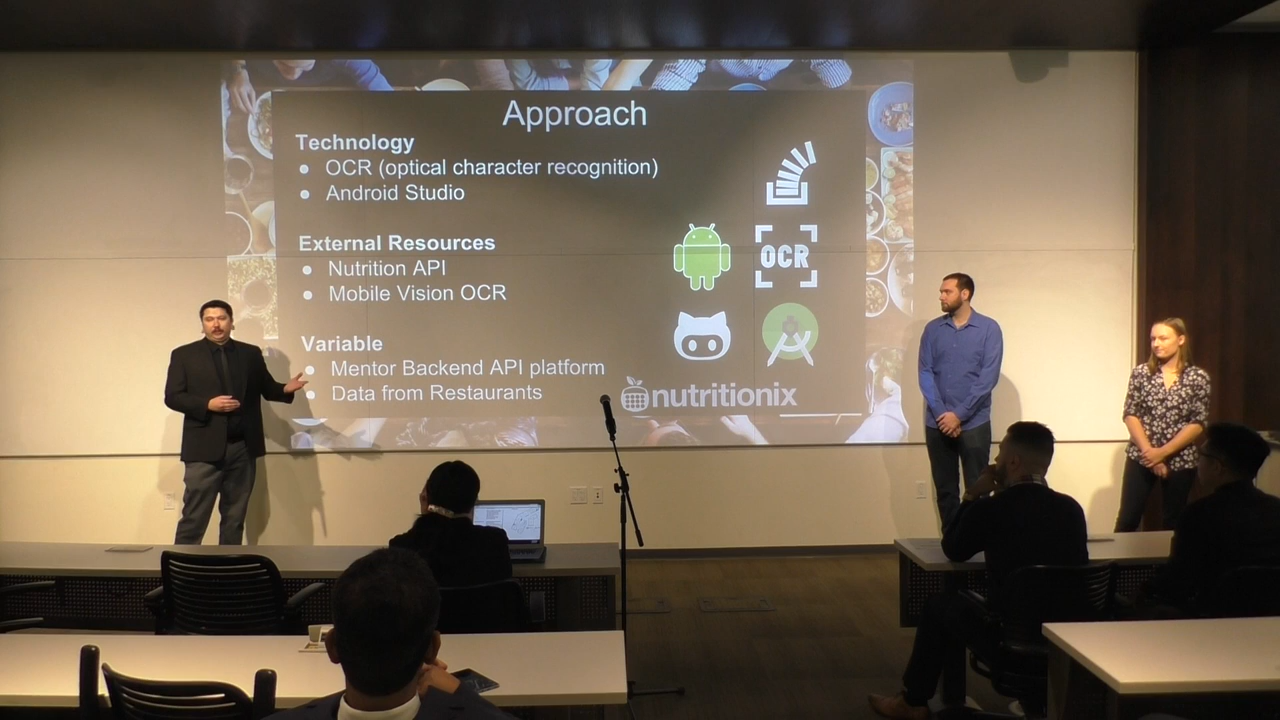 Approach
Technology
● OCR (optical character recognition)
● Android Studio
External Resources
● Nutrition API
● Mobile Vision OCR
Variable
● Mentor Backend API platform
● Data from Restaurants
OCR
nutritionix